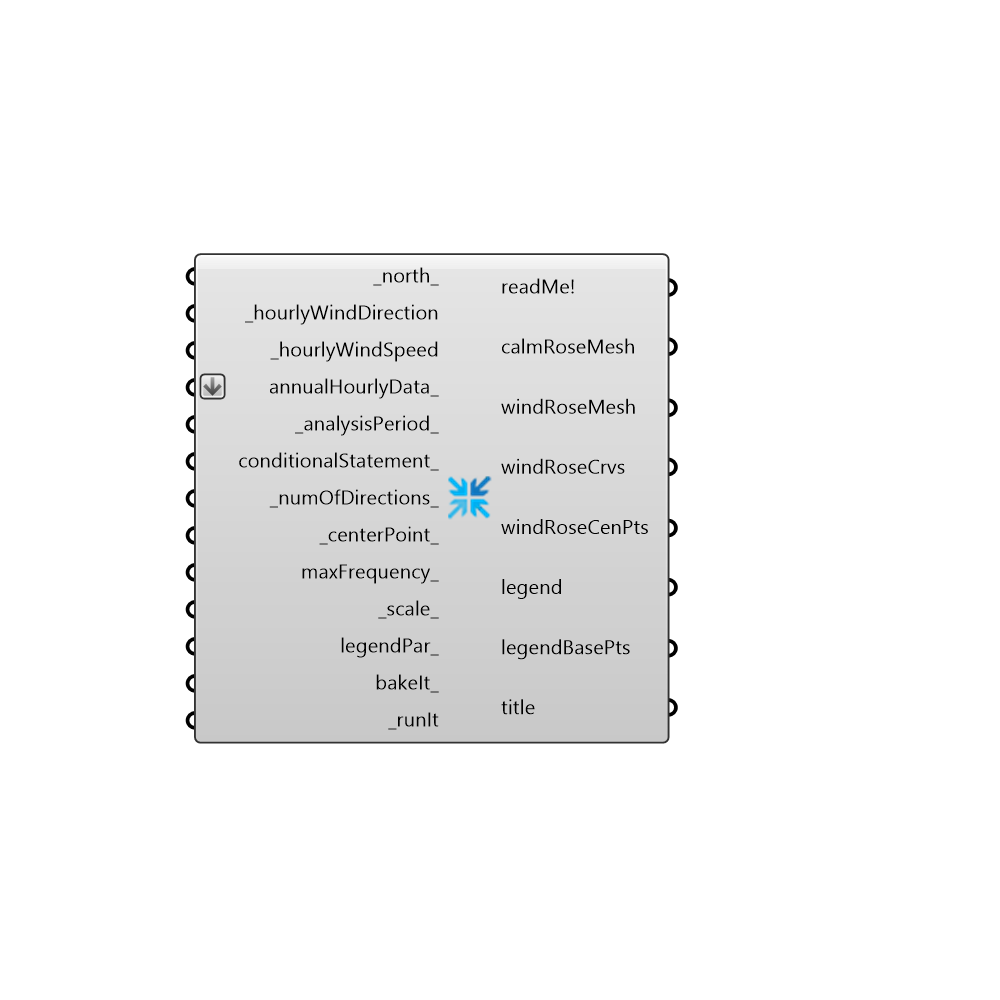 _north_
_hourlyWindDirection
_hourlyWindSpeed
annualHourlyData_
_analysisPeriod_
conditionalStatement_
_numOfDirections_
_centerPoint_
maxFrequency_
_scale_
legendPar_
bakeIt_
_runIt
readMe!
calmRoseMesh
windRoseMesh
windRoseCrvs
windRoseCenPts
legend
legendBasePts
title